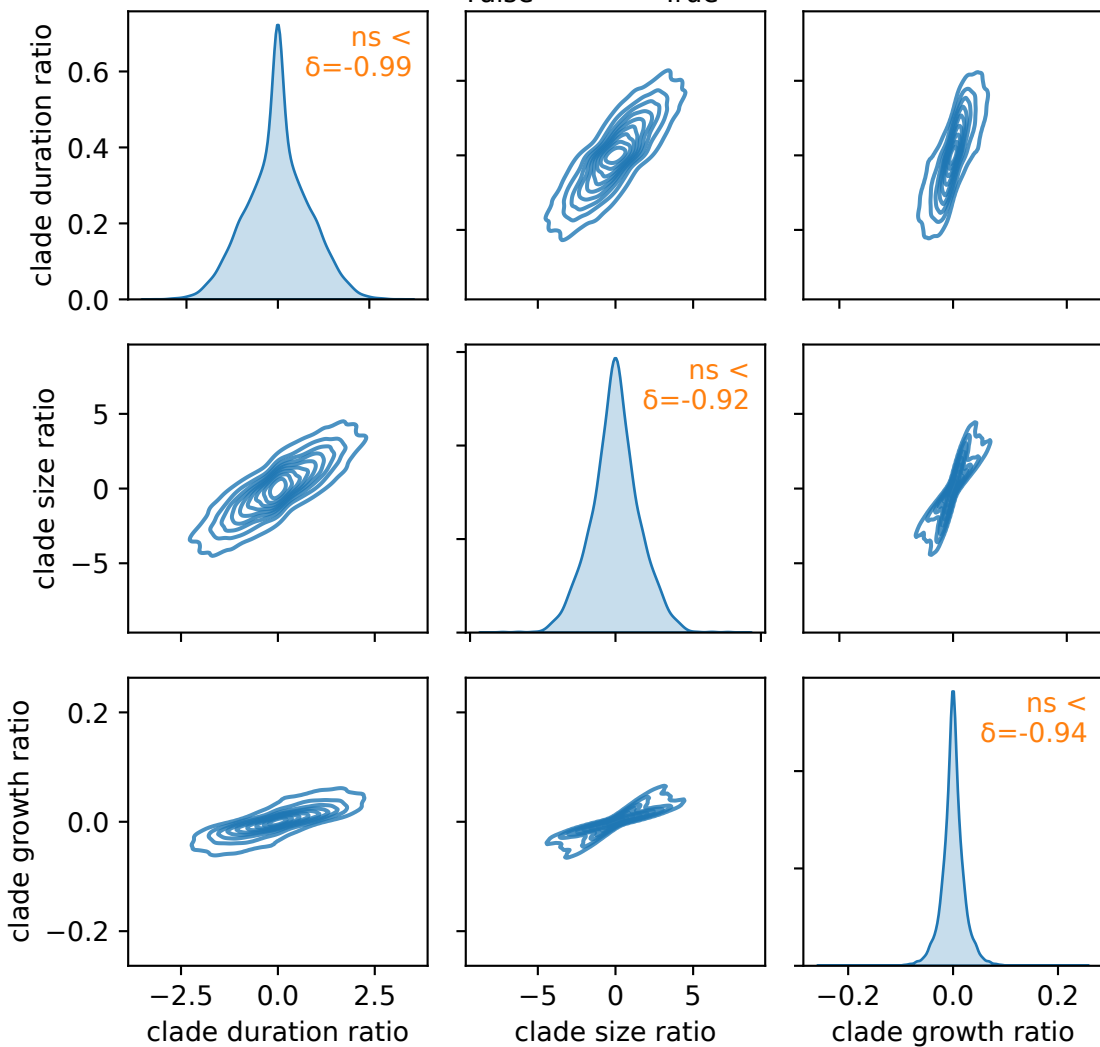 True
clade duration ratio
0.6
0.4
0.2
0.0
ns <
δ=-0.99
clade size ratio
5
0
−5
ns <
δ=-0.92
clade growth ratio
0.2
0.0
−0.2
ns <
δ=-0.94
−2.5 0.0 2.5
clade duration ratio
−5 0 5
clade size ratio
−0.2 0.0 0.2
clade growth ratio